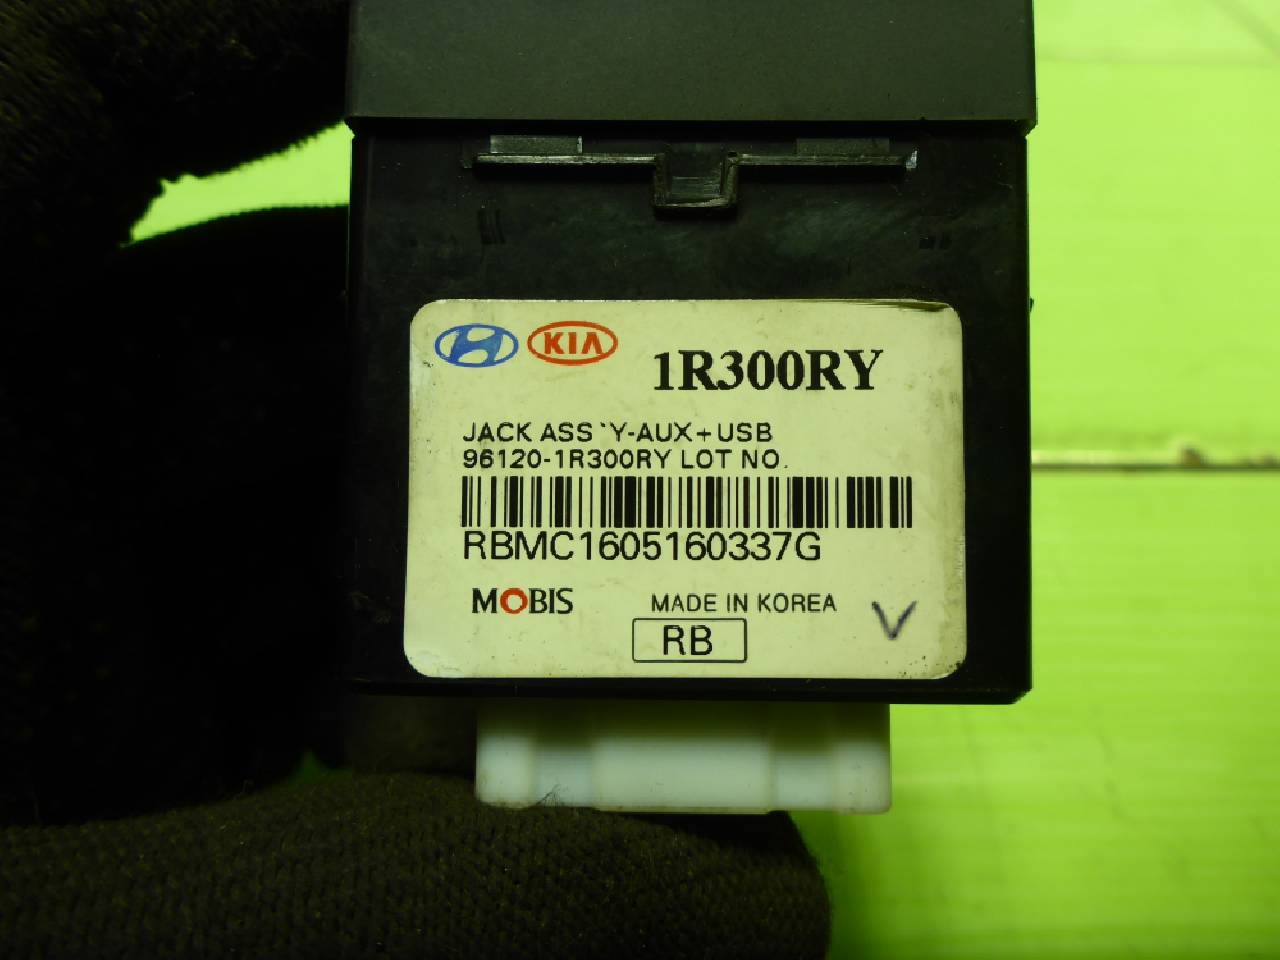 KIA
1R300RY
JACK ASS`Y-AUX+USB
96120-1R300RY LOT NO.
RBMC1605160337G
MOBIS
MADE IN KOREA
RB
V